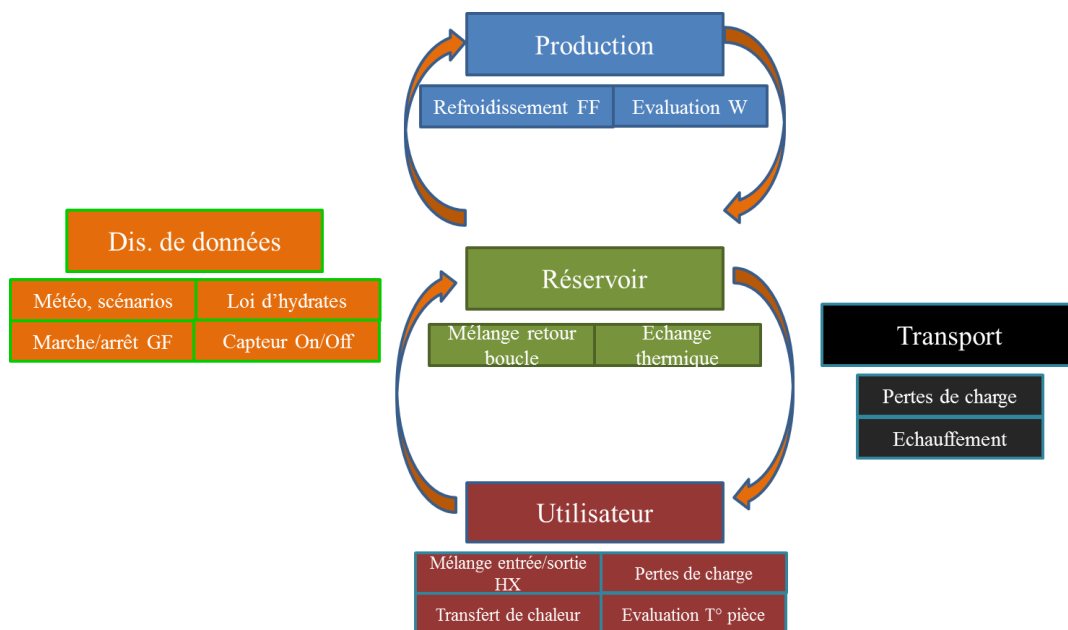 Production
Refroidissement FF
Evaluation W
Dis. de données
Météo, scénarios
Loi d’hydrates
Marche/arrêt GF
Capteur On/Off
Réservoir
Mélange retour
boucle
Echange
thermique
Transport
Pertes de charge
Echauffement
Utilisateur
Mélange entrée/sortie
HX
Pertes de charge
Transfert de chaleur
Evaluation T° pièce